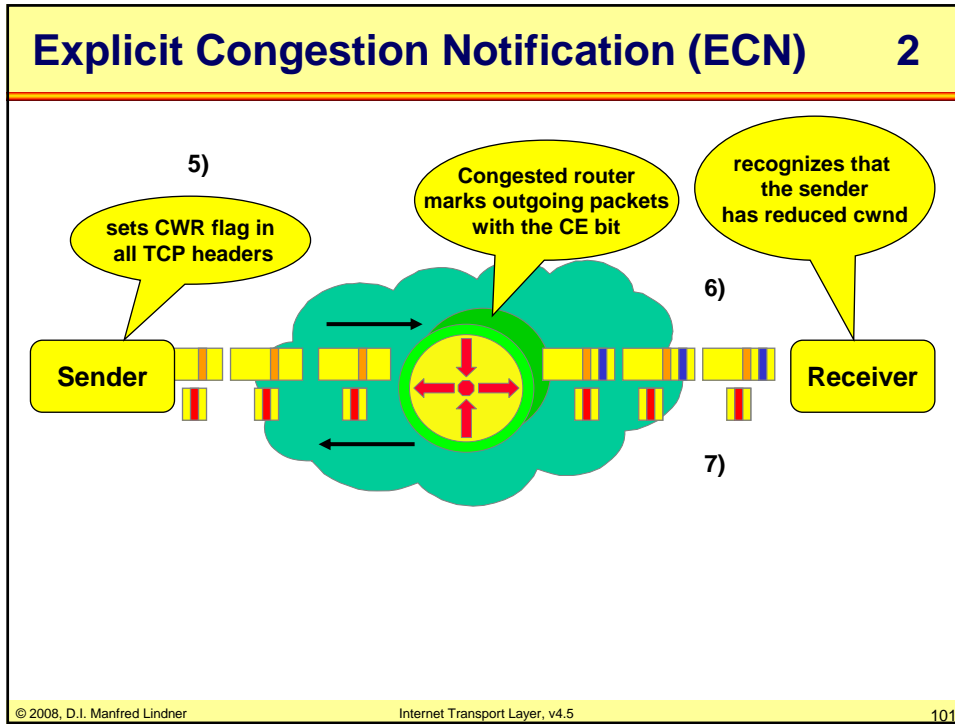 Explicit Congestion Notification (ECN) 2
5)
sets CWR flag in
all TCP headers
Congested router
marks outgoing packets
with the CE bit
recognizes that
the sender
has reduced cwnd
6)
Sender
Receiver
7)
© 2008, D.I. Manfred Lindner
Internet Transport Layer, v4.5
101